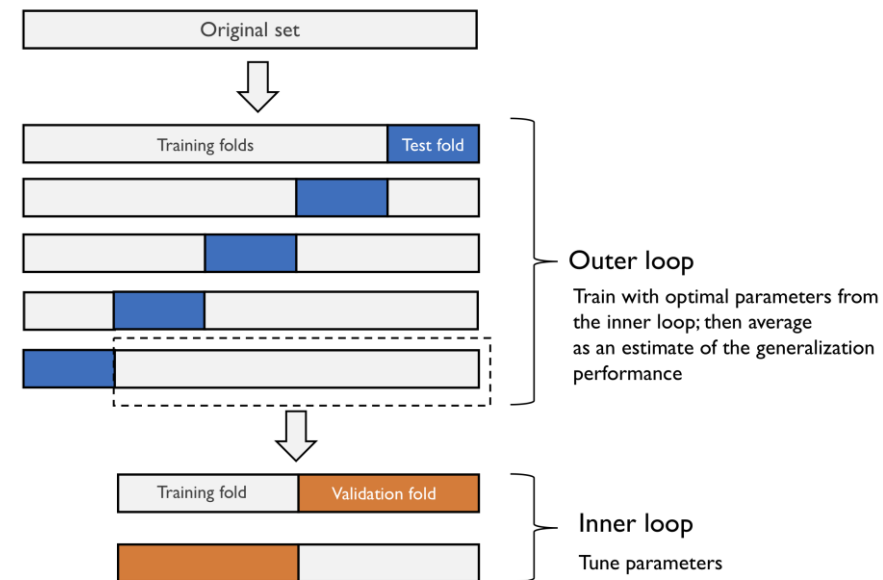 Original set
Training folds
Test fold
Outer loop
Train with optimal parameters from
the inner loop; then average
as an estimate of the generalization
performance
Training fold
Validation fold
Inner loop
Tune parameters